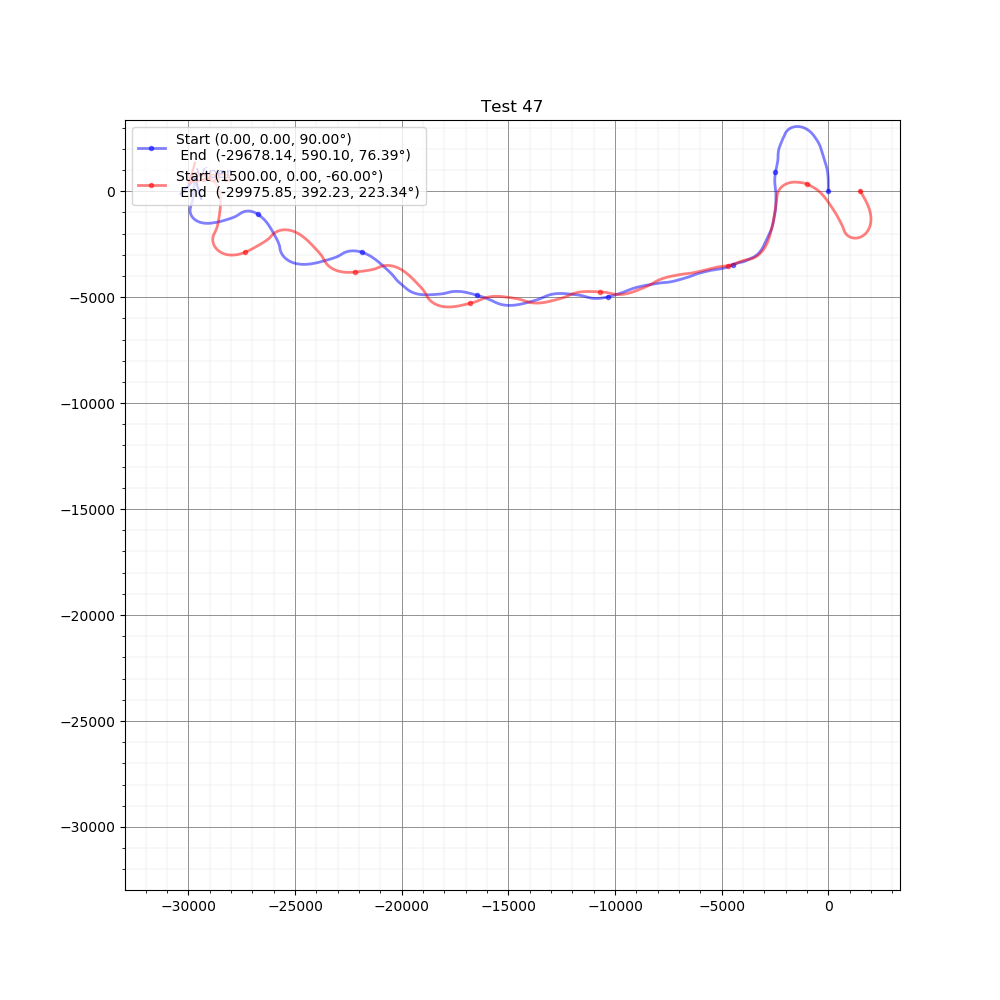 Test 47
Start (0.00, 0.00, 90.00°)
End  (-29678.14, 590.10, 76.39°)
Start (1500.00, 0.00, -60.00°)
End  (-29975.85, 392.23, 223.34°)
0
−5000
−10000
−15000
−20000
−25000
−30000
−30000 −25000 −20000 −15000 −10000 −5000 0